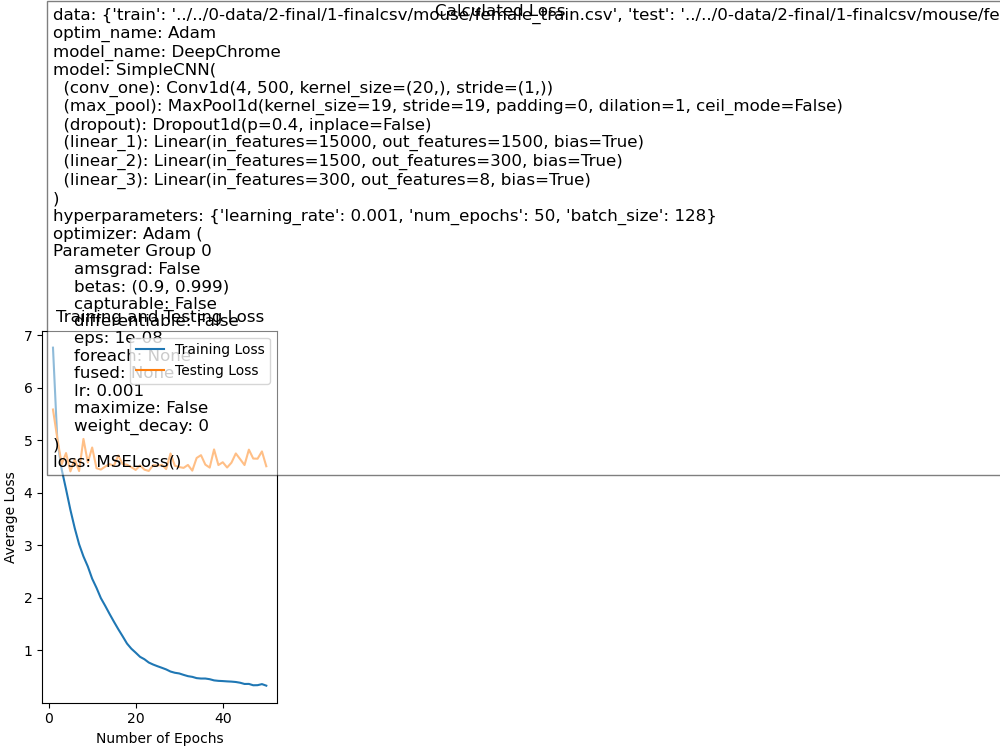 Calculated Loss
data: {'train': '../../0-data/2-final/1-finalcsv/mouse/female_train.csv', 'test': '../../0-data/2-final/1-finalcsv/mouse/fe
optim_name: Adam
model_name: DeepChrome
model: SimpleCNN(
(conv_one): Conv1d(4, 500, kernel_size=(20,), stride=(1,))
(max_pool): MaxPool1d(kernel_size=19, stride=19, padding=0, dilation=1, ceil_mode=False)
(dropout): Dropout1d(p=0.4, inplace=False)
(linear_1): Linear(in_features=15000, out_features=1500, bias=True)
(linear_2): Linear(in_features=1500, out_features=300, bias=True)
(linear_3): Linear(in_features=300, out_features=8, bias=True)
)
hyperparameters: {'learning_rate': 0.001, 'num_epochs': 50, 'batch_size': 128}
optimizer: Adam (
Parameter Group 0
amsgrad: False
betas: (0.9, 0.999)
capturable: False
Training and Testing Loss
differentiable: False
eps: 1e-08
foreach: None
fused: None
lr: 0.001
maximize: False
weight_decay: 0
)
loss: MSELoss()
Training Loss
Testing Loss
7
6
5
4
3
2
1
Average Loss
0
20
40
Number of Epochs